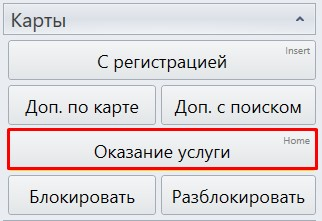 Карты
Insert
С регистрацией
Доп. по карте Доп. с поиском
Home
Оказание услуги
Блокировать Разблокировать